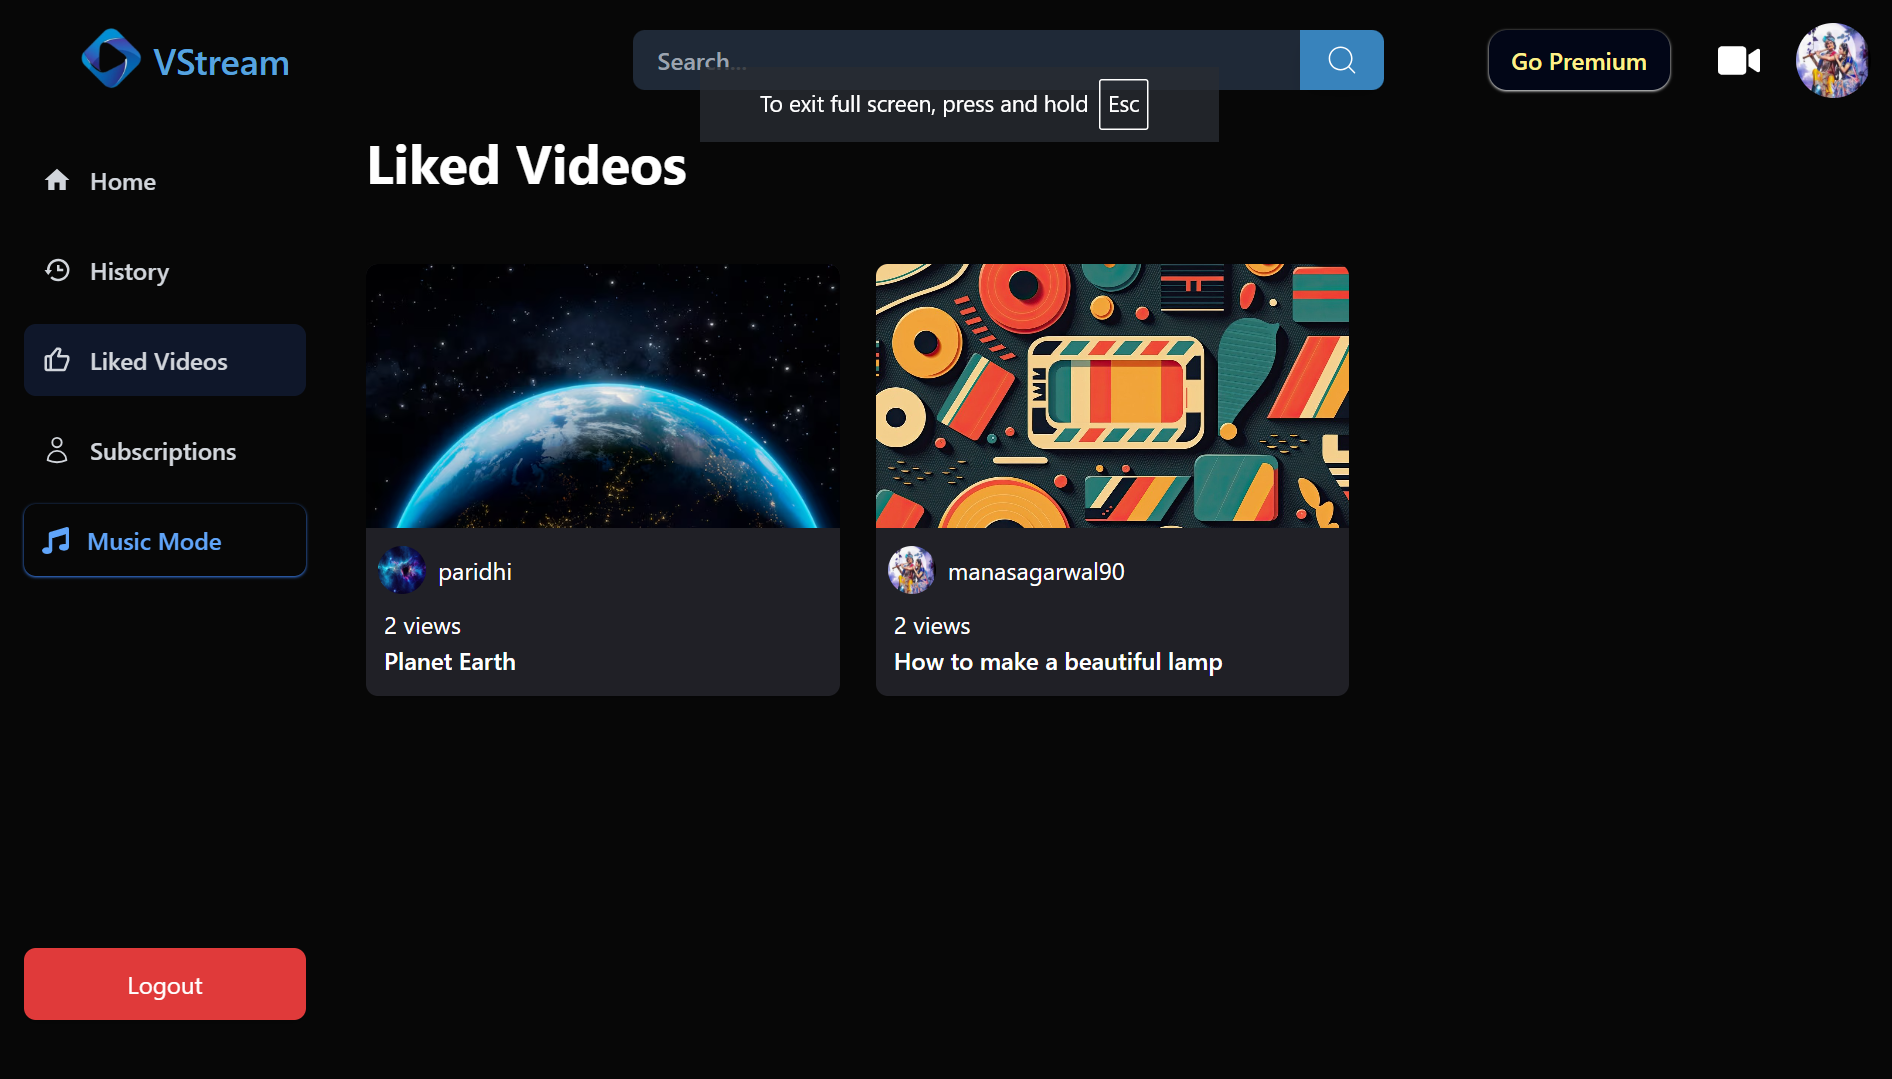 VStream
Search...
Go Premium
To exit full screen, press and hold Esc
Home
History
Liked Videos
Subscriptions
Music Mode
Logout
Liked Videos
paridhi
2 views
Planet Earth
manasagarwal90
2 views
How to make a beautiful lamp